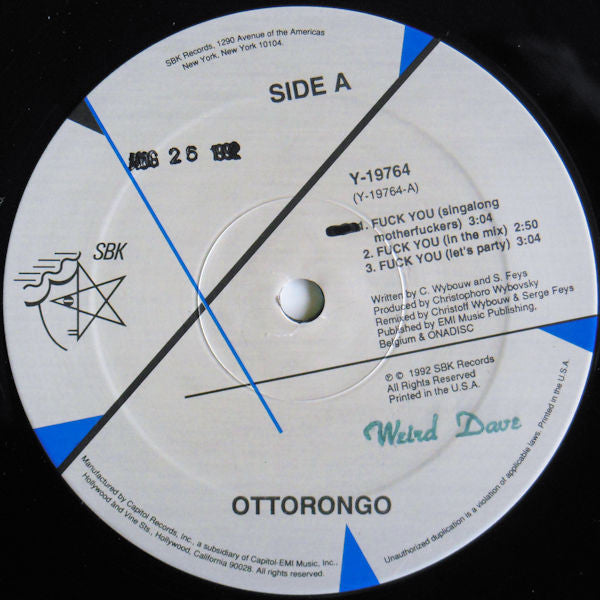 SBK Records, 1290 Avenue of the Americas
New York, New York 10104.
SIDE A
AUG 26 1992
SBK
Y-19764
(Y-19764-A)
1. FUCK YOU (singalong
motherfuckers) 3:04
2. FUCK YOU (in the mix) 2:50
3. FUCK YOU (let's party) 3:04
Written by C. Wybouw and S. Feys
Produced by Christophoro Wybovsky
Remixed by Christoff Wybouw & Serge Feys
Published by EMI Music Publishing,
Belgium & ONADISC
℗ © 1992 SBK Records
All Rights Reserved
Printed in the U.S.A.
Weird Dave
OTTORONGO
Manufactured by Capitol Records, Inc., a subsidiary of Capitol-EMI Music, Inc.,
Hollywood and Vine Sts., Hollywood, California 90028. All rights reserved.
Unauthorized duplication is a violation of applicable laws. Printed in the U.S.A.